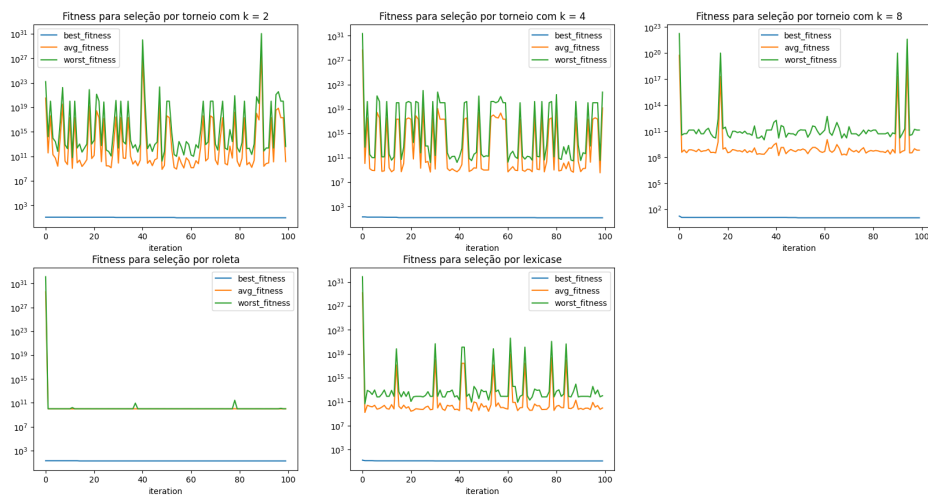 Fitness para seleção por torneio com k = 2
10^31
10^27
10^23
10^19
10^15
10^11
10^7
10^3
best_fitness
avg_fitness
worst_fitness
0 20 40 60 80 100
iteration
Fitness para seleção por torneio com k = 4
10^31
10^27
10^23
10^19
10^15
10^11
10^7
10^3
best_fitness
avg_fitness
worst_fitness
0 20 40 60 80 100
iteration
Fitness para seleção por torneio com k = 8
10^23
10^20
10^17
10^14
10^11
10^8
10^5
10^2
best_fitness
avg_fitness
worst_fitness
0 20 40 60 80 100
iteration
Fitness para seleção por roleta
10^31
10^27
10^23
10^19
10^15
10^11
10^7
10^3
best_fitness
avg_fitness
worst_fitness
0 20 40 60 80 100
iteration
Fitness para seleção por lexicase
10^31
10^27
10^23
10^19
10^15
10^11
10^7
10^3
best_fitness
avg_fitness
worst_fitness
0 20 40 60 80 100
iteration